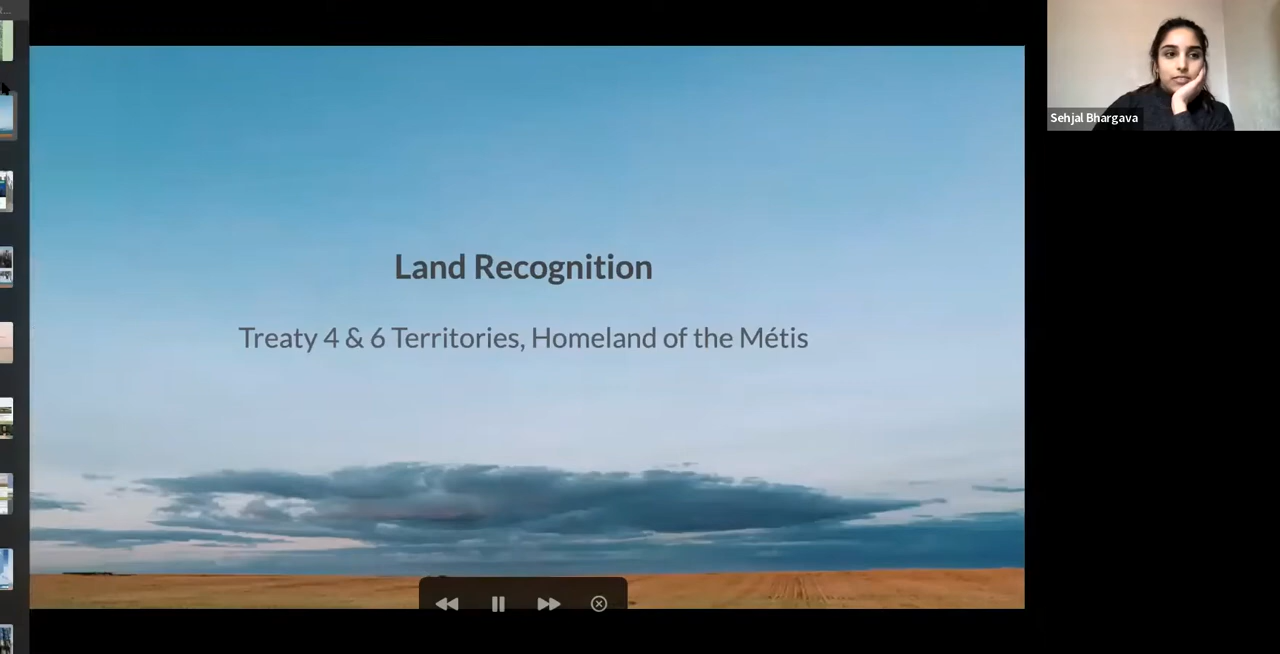 Land Recognition
Treaty 4 & 6 Territories, Homeland of the Métis
Sehjal Bhargava